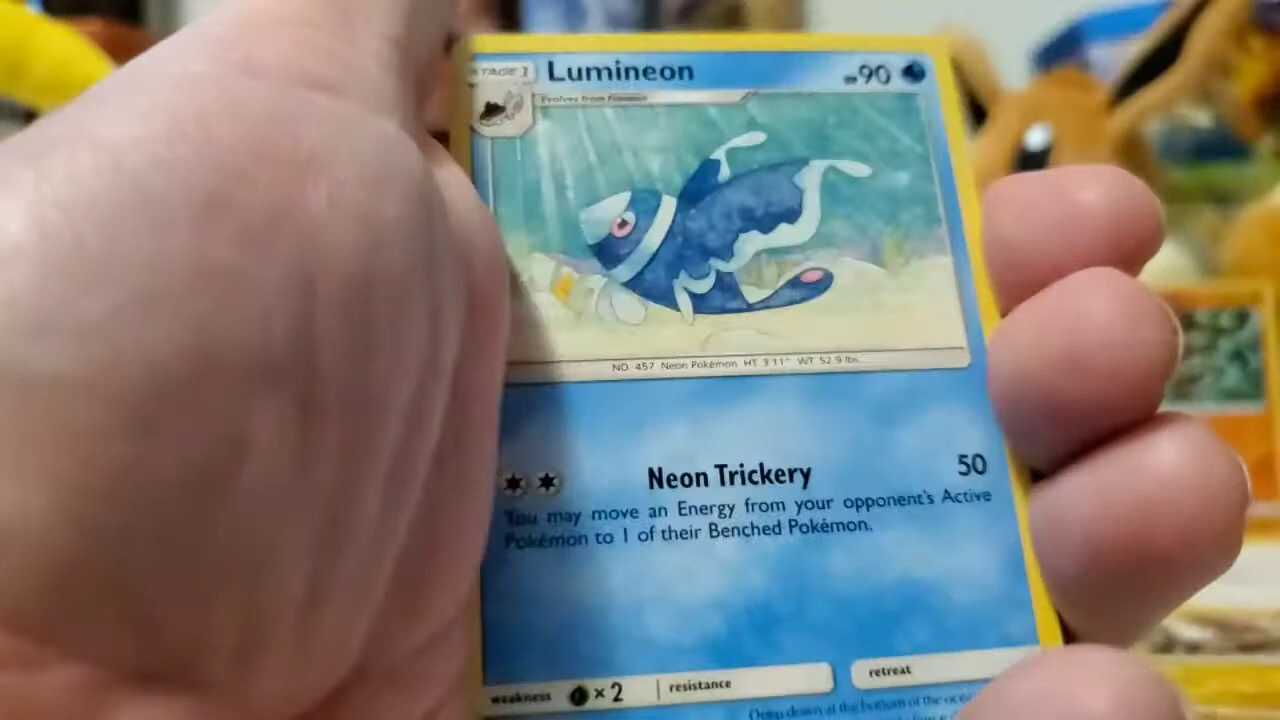 STAGE 1 Lumineon HP 90
Evolves from Finneon
NO. 457 Neon Pokémon HT 3'11" WT 52.9 lbs.
Neon Trickery 50
You may move an Energy from your opponent's Active
Pokémon to 1 of their Benched Pokémon.
weakness ×2 resistance retreat
Deep down at the bottom of the